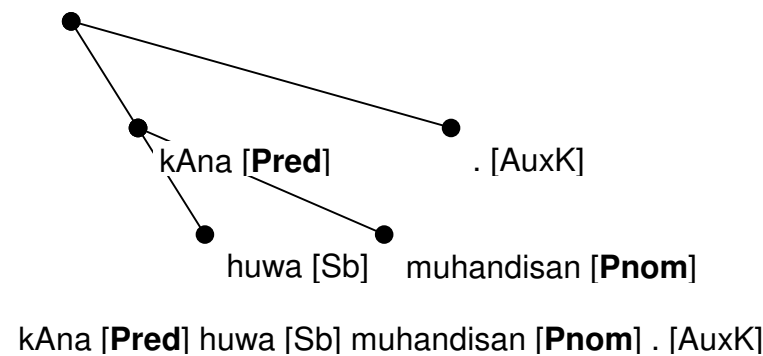 kAna [Pred] . [AuxK]
huwa [Sb] muhandisan [Pnom]
kAna [Pred] huwa [Sb] muhandisan [Pnom] . [AuxK]